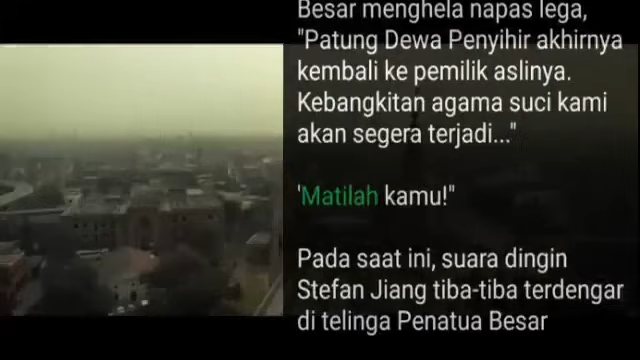 Besar menghela napas lega,
"Patung Dewa Penyihir akhirnya
kembali ke pemilik aslinya.
Kebangkitan agama suci kami
akan segera terjadi..."
'Matilah kamu!"
Pada saat ini, suara dingin
Stefan Jiang tiba-tiba terdengar
di telinga Penatua Besar